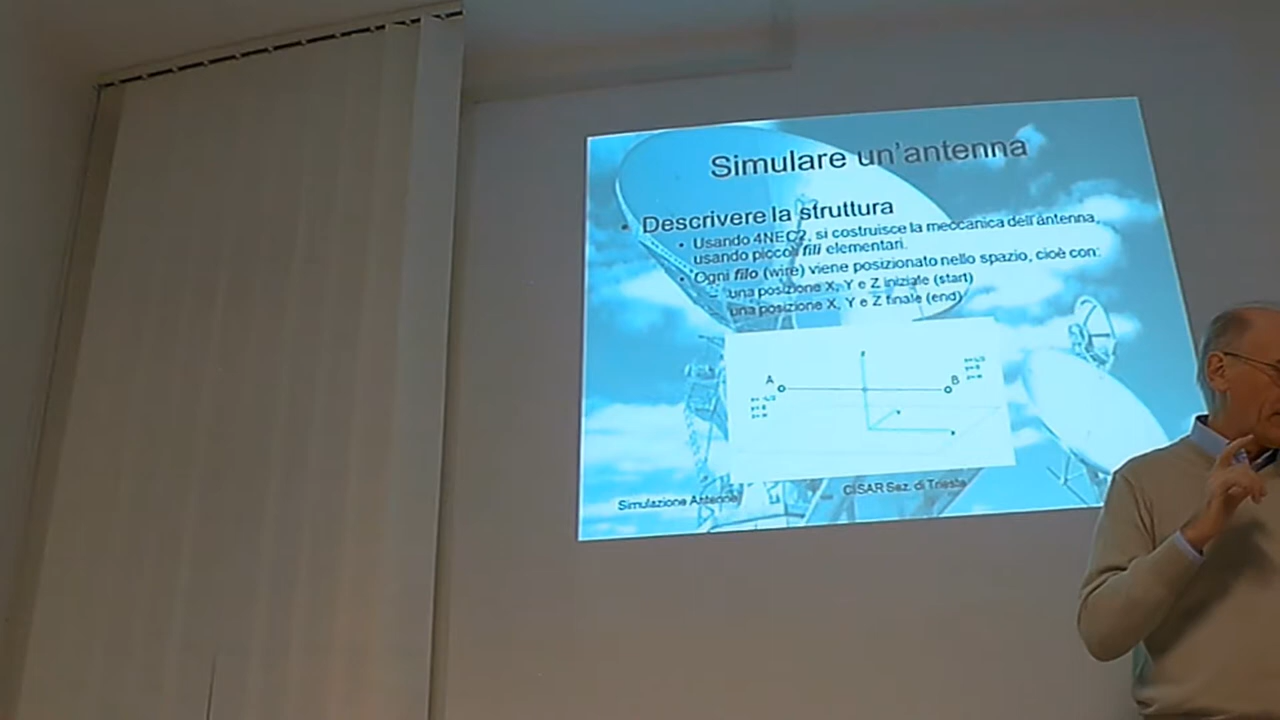 Simulare un'antenna
• Descrivere la struttura
• Usando 4NEC2, si costruisce la meccanica dell'antenna,
usando piccoli fili elementari.
• Ogni filo (wire) viene posizionato nello spazio, cioè con:
– una posizione X, Y e Z iniziale (start)
una posizione X, Y e Z finale (end)
A
B
Simulazione Antenne
CISAR Sez. di Trieste